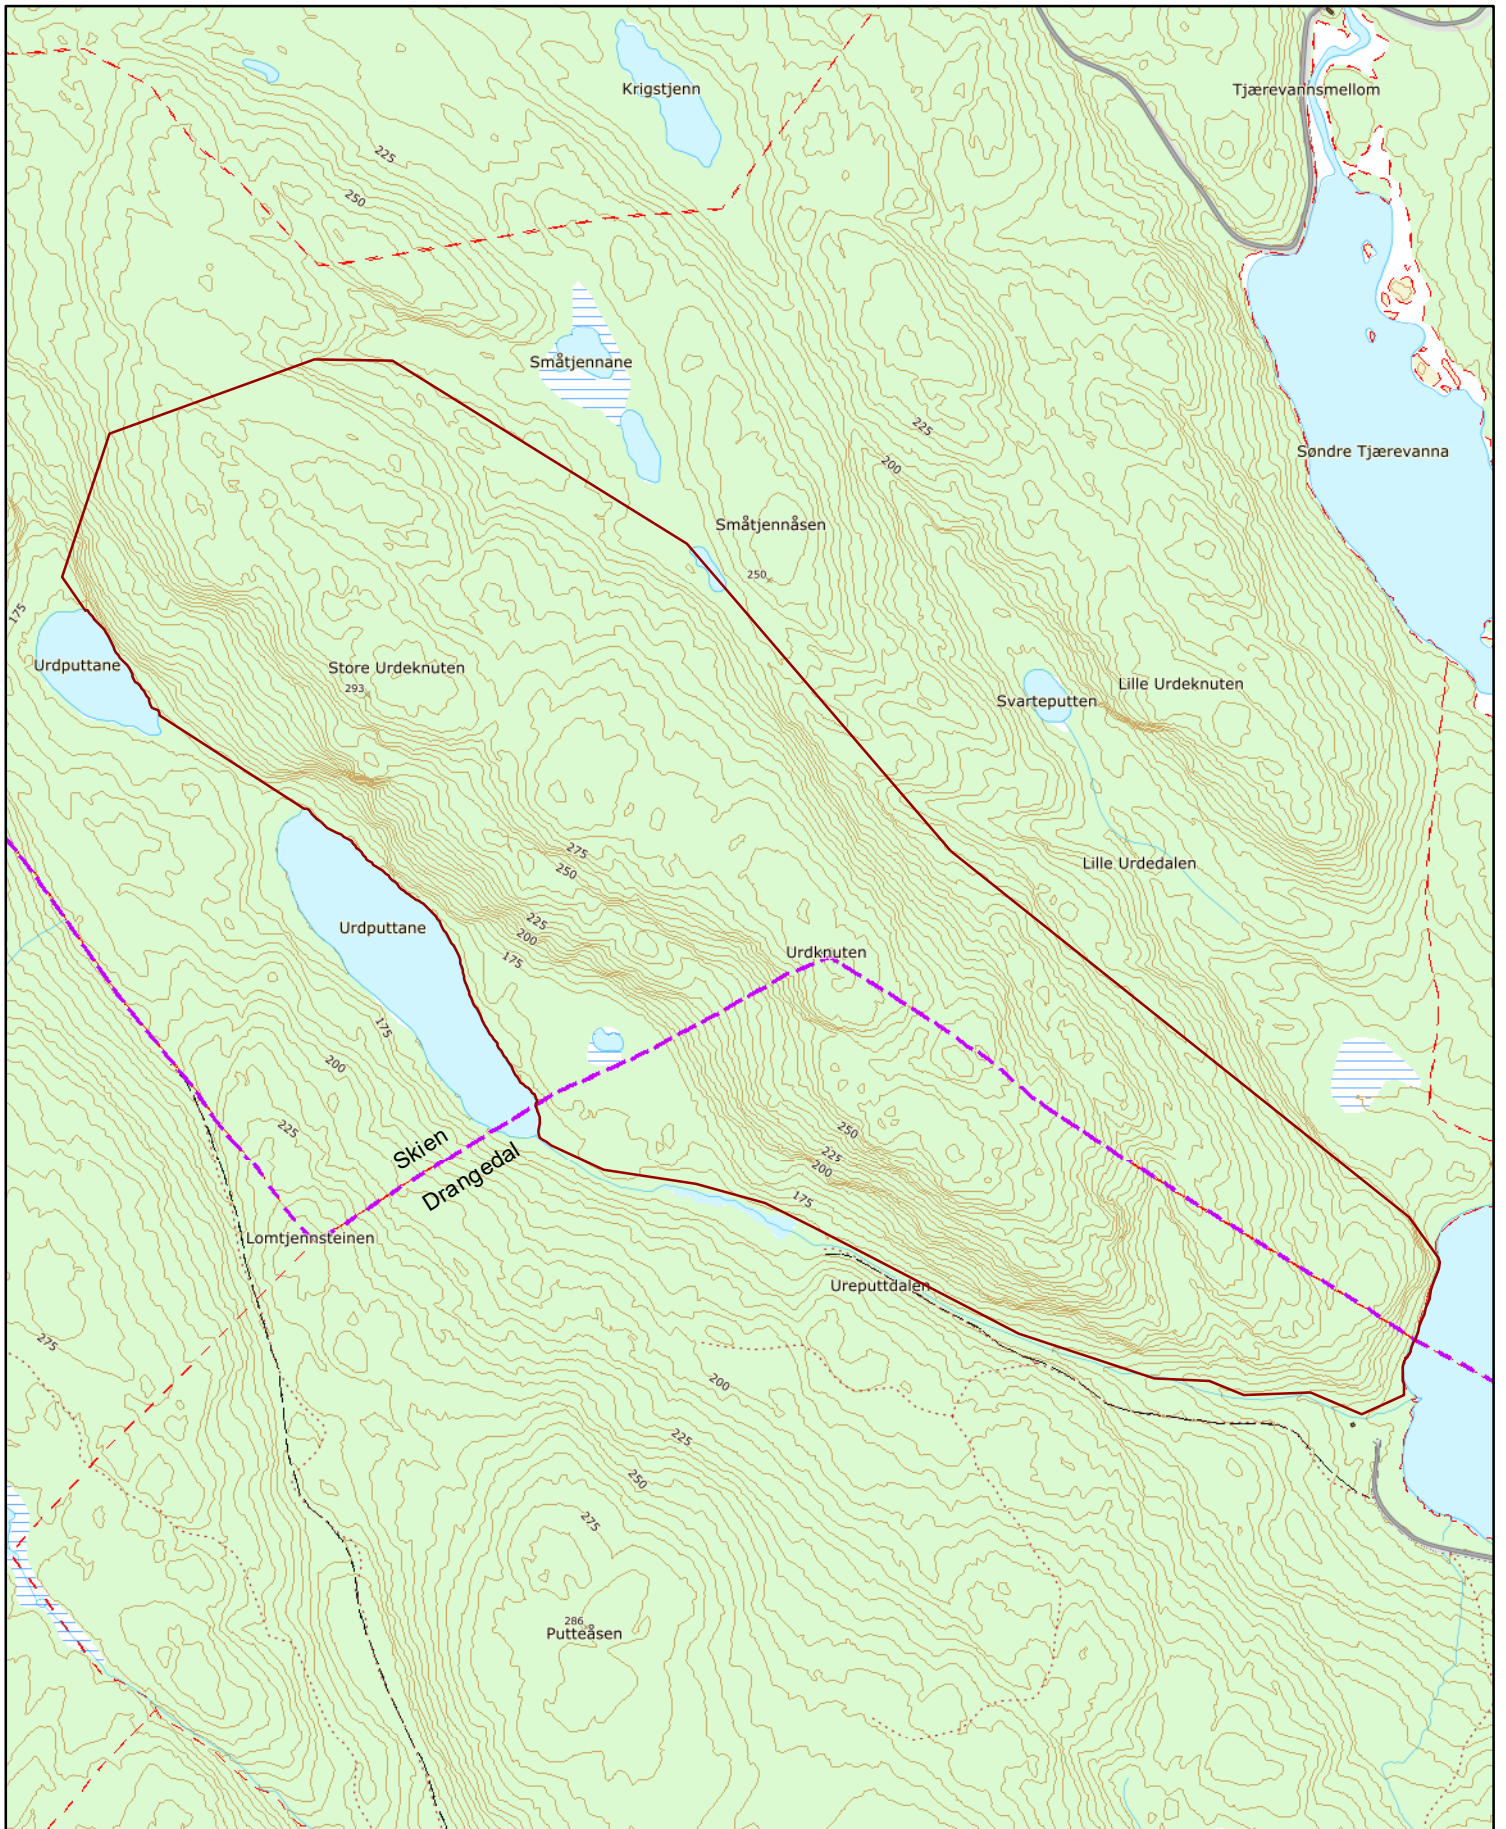 Krigstjenn
Tjærevannsmellom
225
250
Småtjennane
225
Søndre Tjærevanna
200
Småtjennåsen
250
175
Urdputtane
Store Urdeknuten
293
Lille Urdeknuten
Svarteputten
275
Lille Urdedalen
250
225
Urdputtane
200
Urdknuten
175
175
200
225
250
Skien
225
Drangedal
200
175
Lomtjennsteinen
Ureputtdalen
275
200
225
250
275
286
Putteåsen